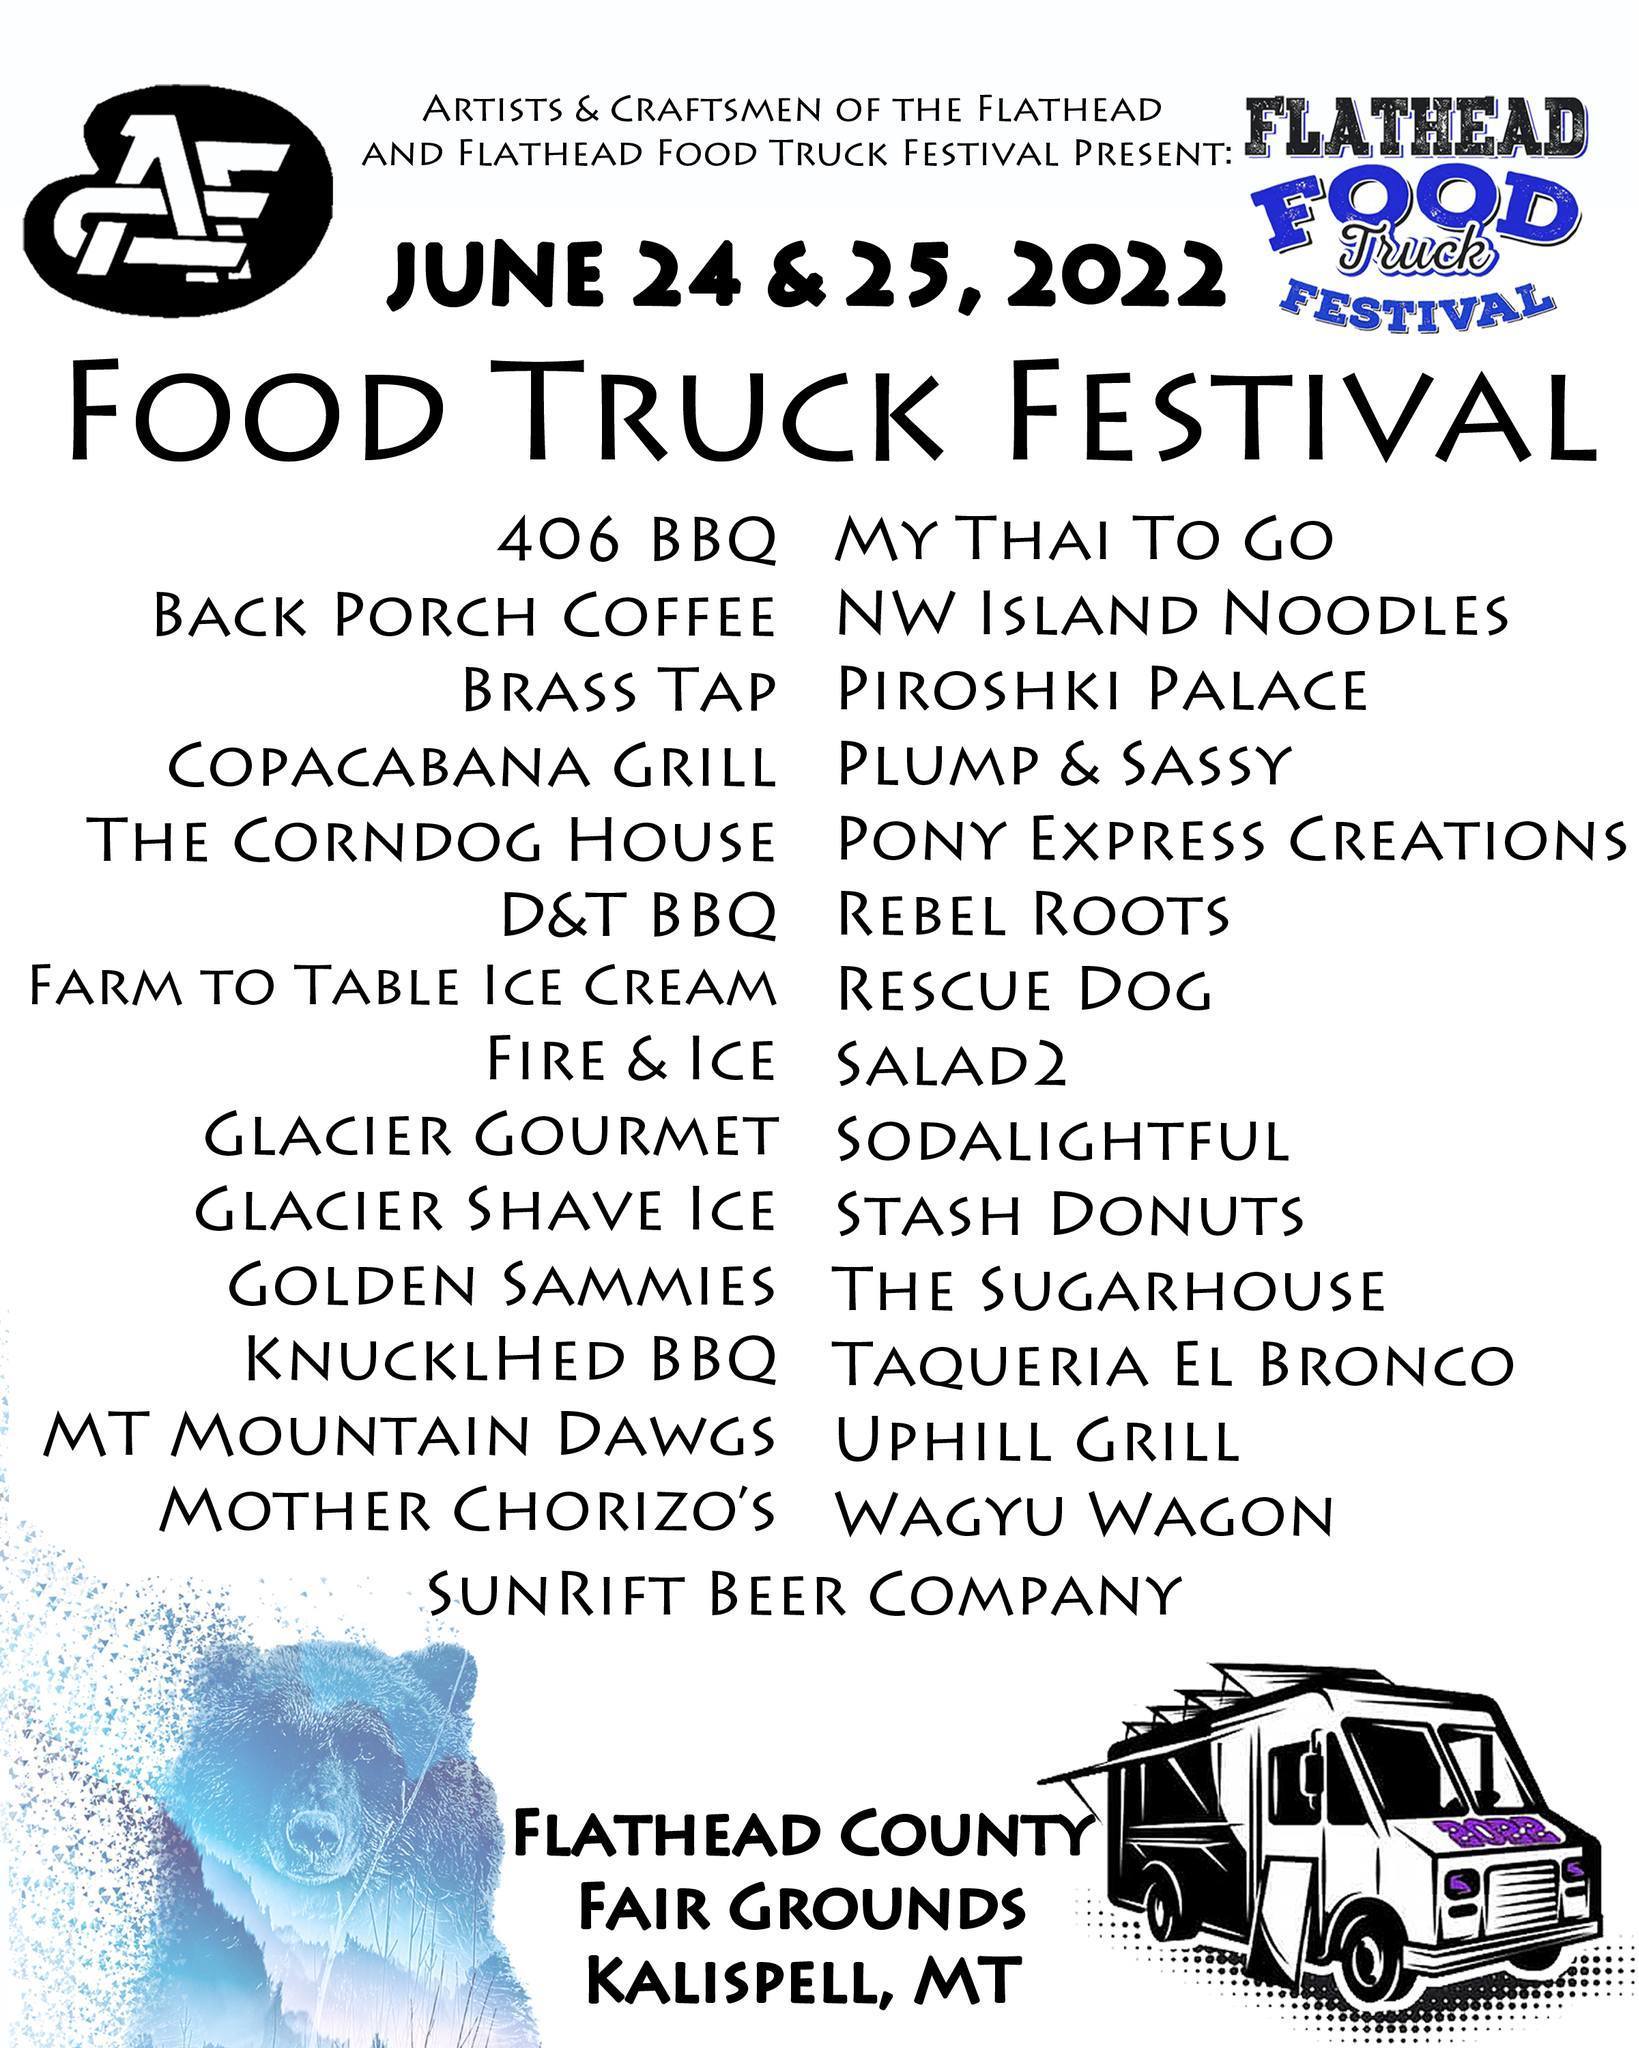 Artists & Craftsmen of the Flathead
and Flathead Food Truck Festival Present:
FLATHEAD
FOOD
Truck
FESTIVAL
ACF
JUNE 24 & 25, 2022
Food Truck Festival
406 BBQ
Back Porch Coffee
Brass Tap
Copacabana Grill
The Corndog House
D&T BBQ
Farm to Table Ice Cream
Fire & Ice
Glacier Gourmet
Glacier Shave Ice
Golden Sammies
KnucklHed BBQ
MT Mountain Dawgs
Mother Chorizo's
My Thai To Go
NW Island Noodles
Piroshki Palace
Plump & Sassy
Pony Express Creations
Rebel Roots
Rescue Dog
Salad2
Sodalightful
Stash Donuts
The Sugarhouse
Taqueria El Bronco
Uphill Grill
Wagyu Wagon
SunRift Beer Company
Flathead County
Fair Grounds
Kalispell, MT
2022